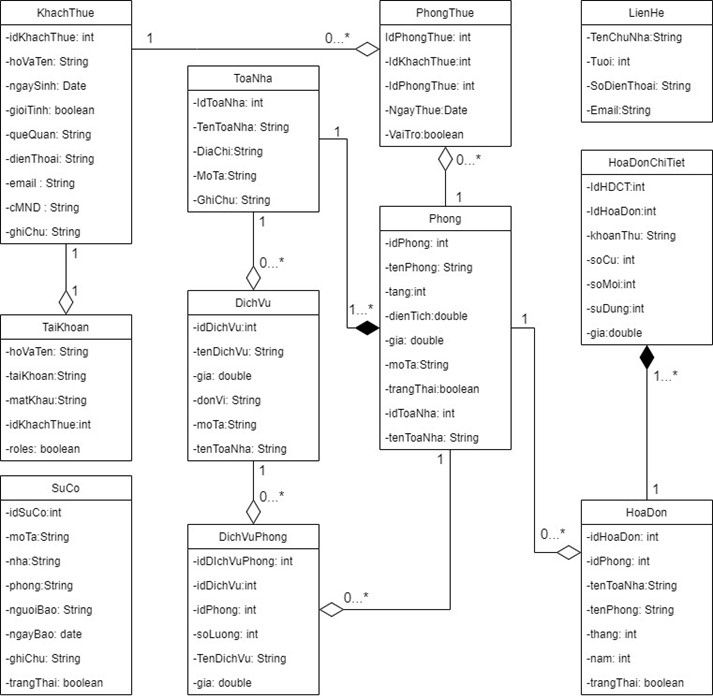 KhachThue
-idKhachThue: int
-hoVaTen: String
-ngaySinh: Date
-gioiTinh: boolean
-queQuan: String
-dienThoai: String
-email : String
-cMND : String
-ghiChu: String
1
0...*
PhongThue
IdPhongThue: int
-IdKhachThue: int
-IdPhongThue: int
-NgayThue:Date
-VaiTro:boolean
0...*
1
LienHe
-TenChuNha:String
-Tuoi: int
-SoDienThoai: String
-Email:String
ToaNha
-IdToaNha: int
-TenToaNha: String
-DiaChi:String
-MoTa:String
-GhiChu: String
1
1
0...*
1...*
HoaDonChiTiet
-IdHDCT:int
-IdHoaDon:int
-khoanThu: String
-soCu: int
-soMoi:int
-suDung:int
-gia:double
1...*
1
Phong
-idPhong: int
-tenPhong: String
-tang:int
-dienTich:double
-gia: double
-moTa:String
-trangThai:boolean
-idToaNha: int
-tenToaNha: String
1
1
0...*
1
1
TaiKhoan
-hoVaTen: String
-taiKhoan:String
-matKhau:String
-idKhachThue:int
-roles: boolean
DichVu
-idDichVu:int
-tenDichVu: String
-gia: double
-donVi: String
-moTa:String
-tenToaNha: String
1
0...*
SuCo
-idSuCo:int
-moTa:String
-nha:String
-phong:String
-nguoiBao: String
-ngayBao: date
-ghiChu: String
-trangThai: boolean
DichVuPhong
-idDIchVuPhong: int
-idDichVu:int
-idPhong: int
-soLuong: int
-TenDichVu: String
-gia: double
0...*
HoaDon
-idHoaDon: int
-idPhong: int
-tenToaNha:String
-tenPhong: String
-thang: int
-nam: int
-trangThai: boolean